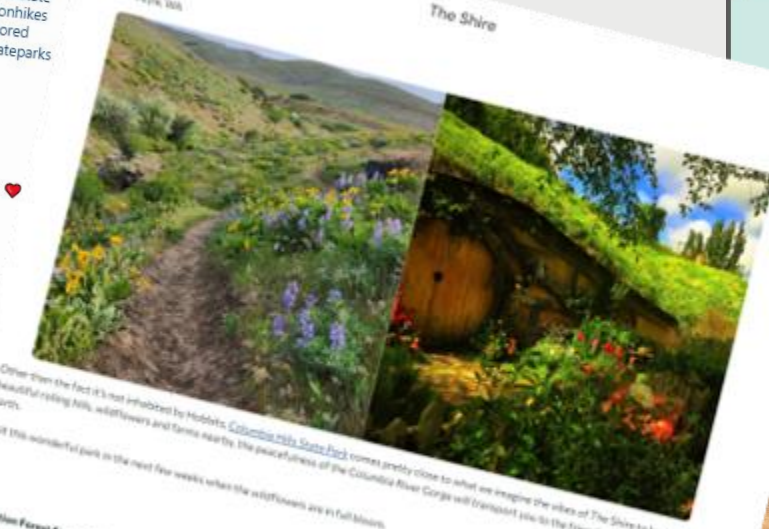 onhikes
ored
ateparks
WA
The Shire
Other than the fact it's not inhabited by Hobbits, Columbia Hills State Park comes pretty close to what we imagine the vibes of The Shire to
beautiful rolling hills, wildflowers and farms nearby, the peacefulness of the Columbia River Gorge will transport you to the
arth.
it this wonderful park in the next few weeks when the wildflowers are in full bloom.